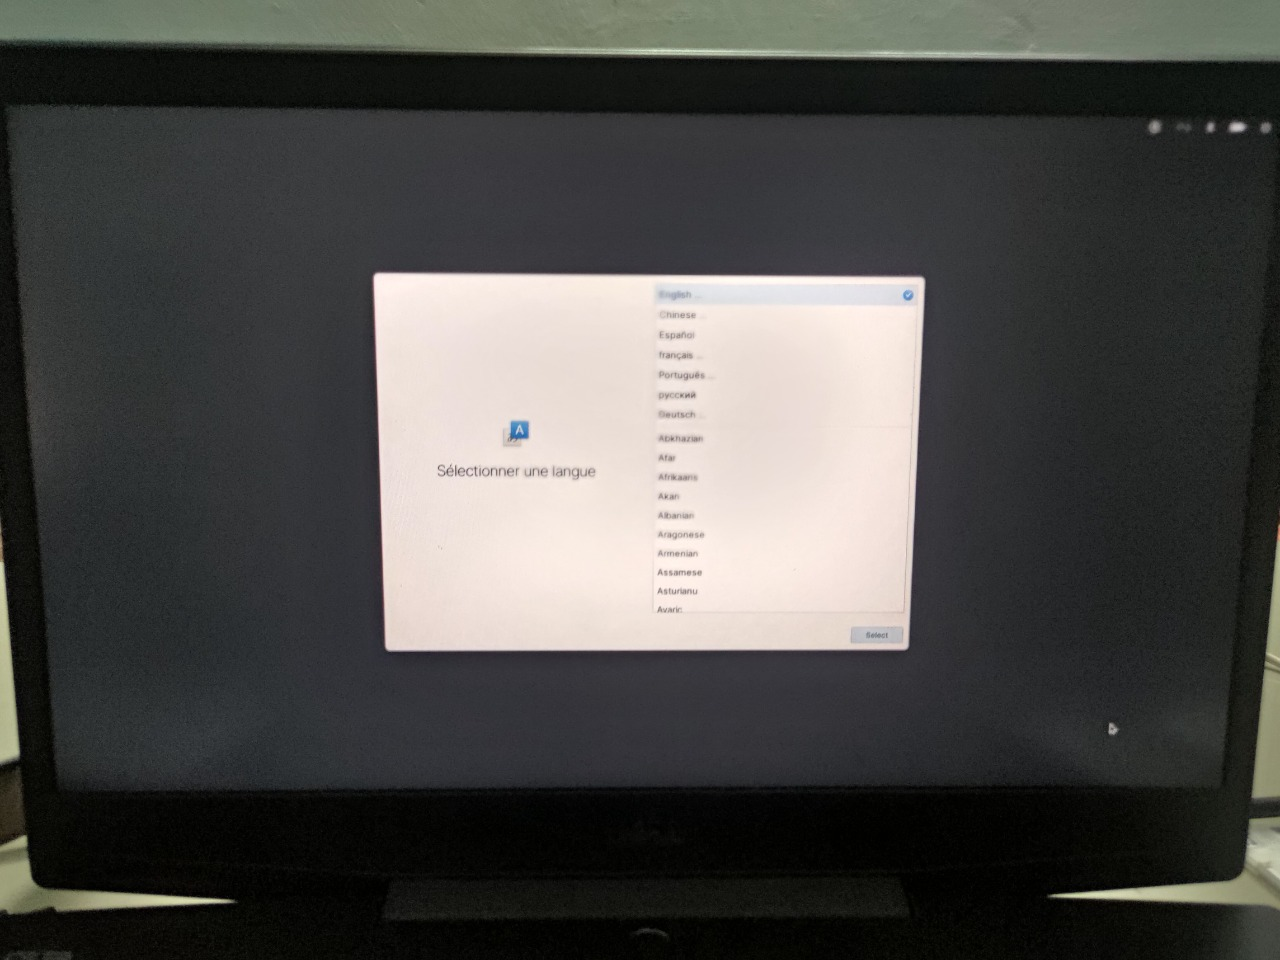 English ...
Chinese ...
Español
français ...
Português ...
русский
Deutsch ...
Abkhazian
Afar
Afrikaans
Akan
Albanian
Aragonese
Armenian
Assamese
Asturianu
Avaric
A
Sélectionner une langue
Select